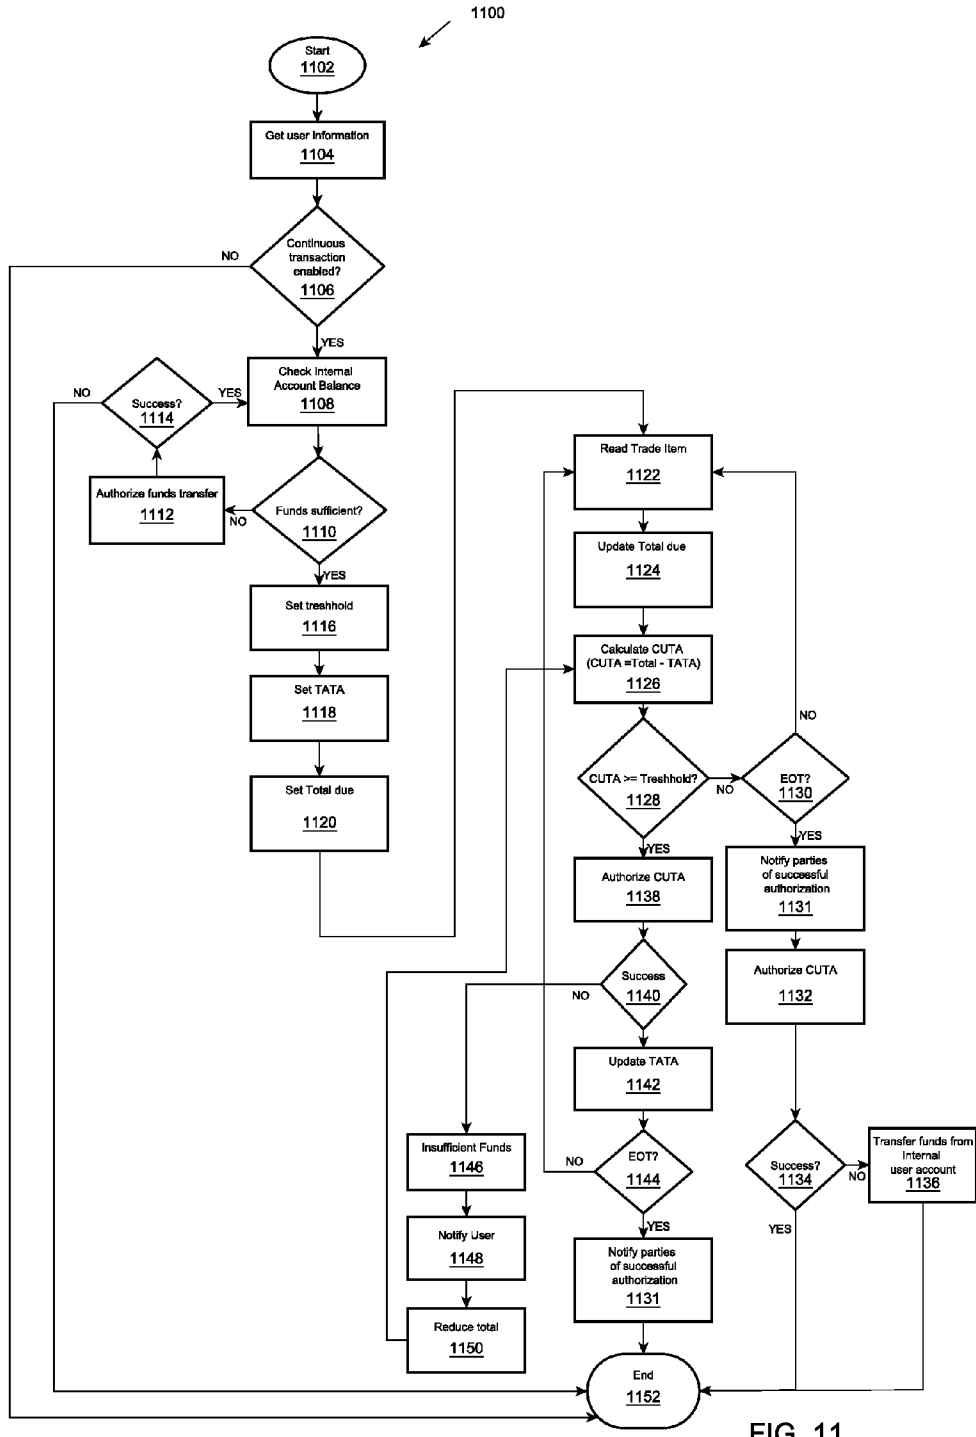 1100
Start
1102
Get user Information
1104
Continuous
transaction
enabled?
1106
NO
YES
Check Internal
Account Balance
1108
NO
Success?
1114
YES
Authorize funds transfer
1112
NO
Funds sufficient?
1110
YES
Set treshhold
1116
Set TATA
1118
Set Total due
1120
Read Trade Item
1122
Update Total due
1124
Calculate CUTA
(CUTA =Total - TATA)
1126
CUTA >= Treshhold?
1128
NO
YES
NO
EOT?
1130
YES
Notify parties
of successful
authorization
1131
Authorize CUTA
1132
Authorize CUTA
1138
Success
1140
NO
Update TATA
1142
EOT?
1144
NO
YES
Notify parties
of successful
authorization
1131
Success?
1134
NO
YES
Transfer funds from
Internal
user account
1136
Insufficient Funds
1146
Notify User
1148
Reduce total
1150
End
1152
FIG. 11